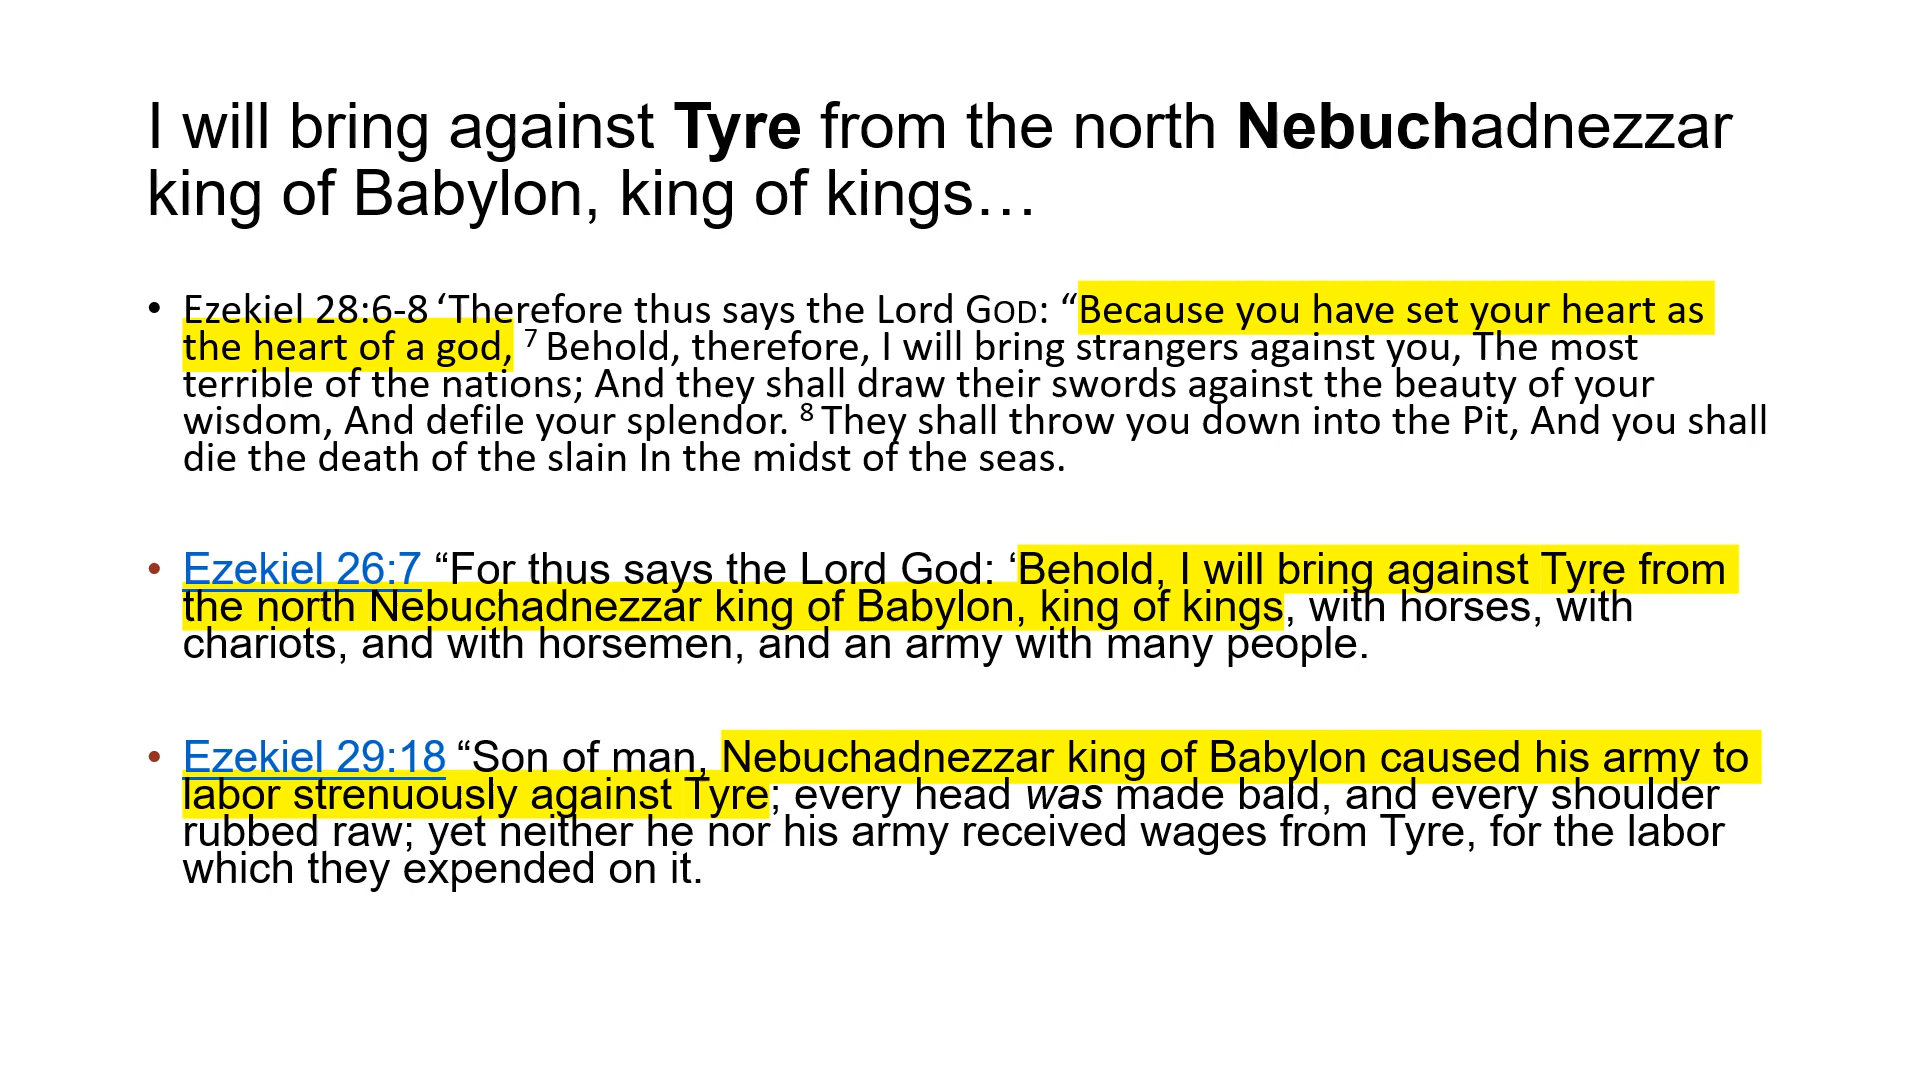 I will bring against Tyre from the north Nebuchadnezzar
king of Babylon, king of kings…
• Ezekiel 28:6-8 ‘Therefore thus says the Lord GOD: “Because you have set your heart as
the heart of a god, 7 Behold, therefore, I will bring strangers against you, The most
terrible of the nations; And they shall draw their swords against the beauty of your
wisdom, And defile your splendor. 8 They shall throw you down into the Pit, And you shall
die the death of the slain In the midst of the seas.
• Ezekiel 26:7 “For thus says the Lord God: ‘Behold, I will bring against Tyre from
the north Nebuchadnezzar king of Babylon, king of kings, with horses, with
chariots, and with horsemen, and an army with many people.
• Ezekiel 29:18 “Son of man, Nebuchadnezzar king of Babylon caused his army to
labor strenuously against Tyre; every head was made bald, and every shoulder
rubbed raw; yet neither he nor his army received wages from Tyre, for the labor
which they expended on it.